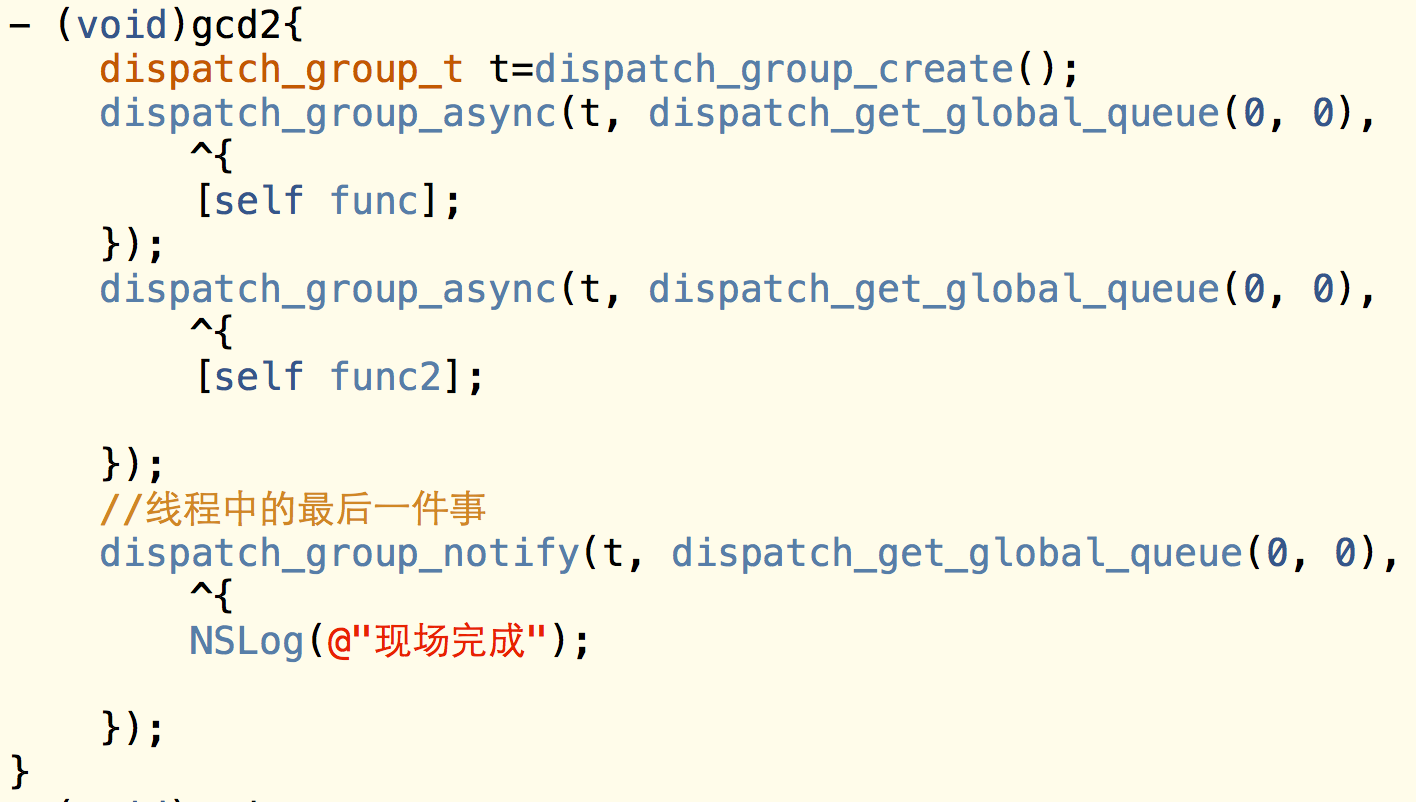 - (void)gcd2{
    dispatch_group_t t=dispatch_group_create();
    dispatch_group_async(t, dispatch_get_global_queue(0, 0),
        ^{
        [self func];
    });
    dispatch_group_async(t, dispatch_get_global_queue(0, 0),
        ^{
        [self func2];

    });
    //线程中的最后一件事
    dispatch_group_notify(t, dispatch_get_global_queue(0, 0),
        ^{
        NSLog(@"现场完成");

    });
}